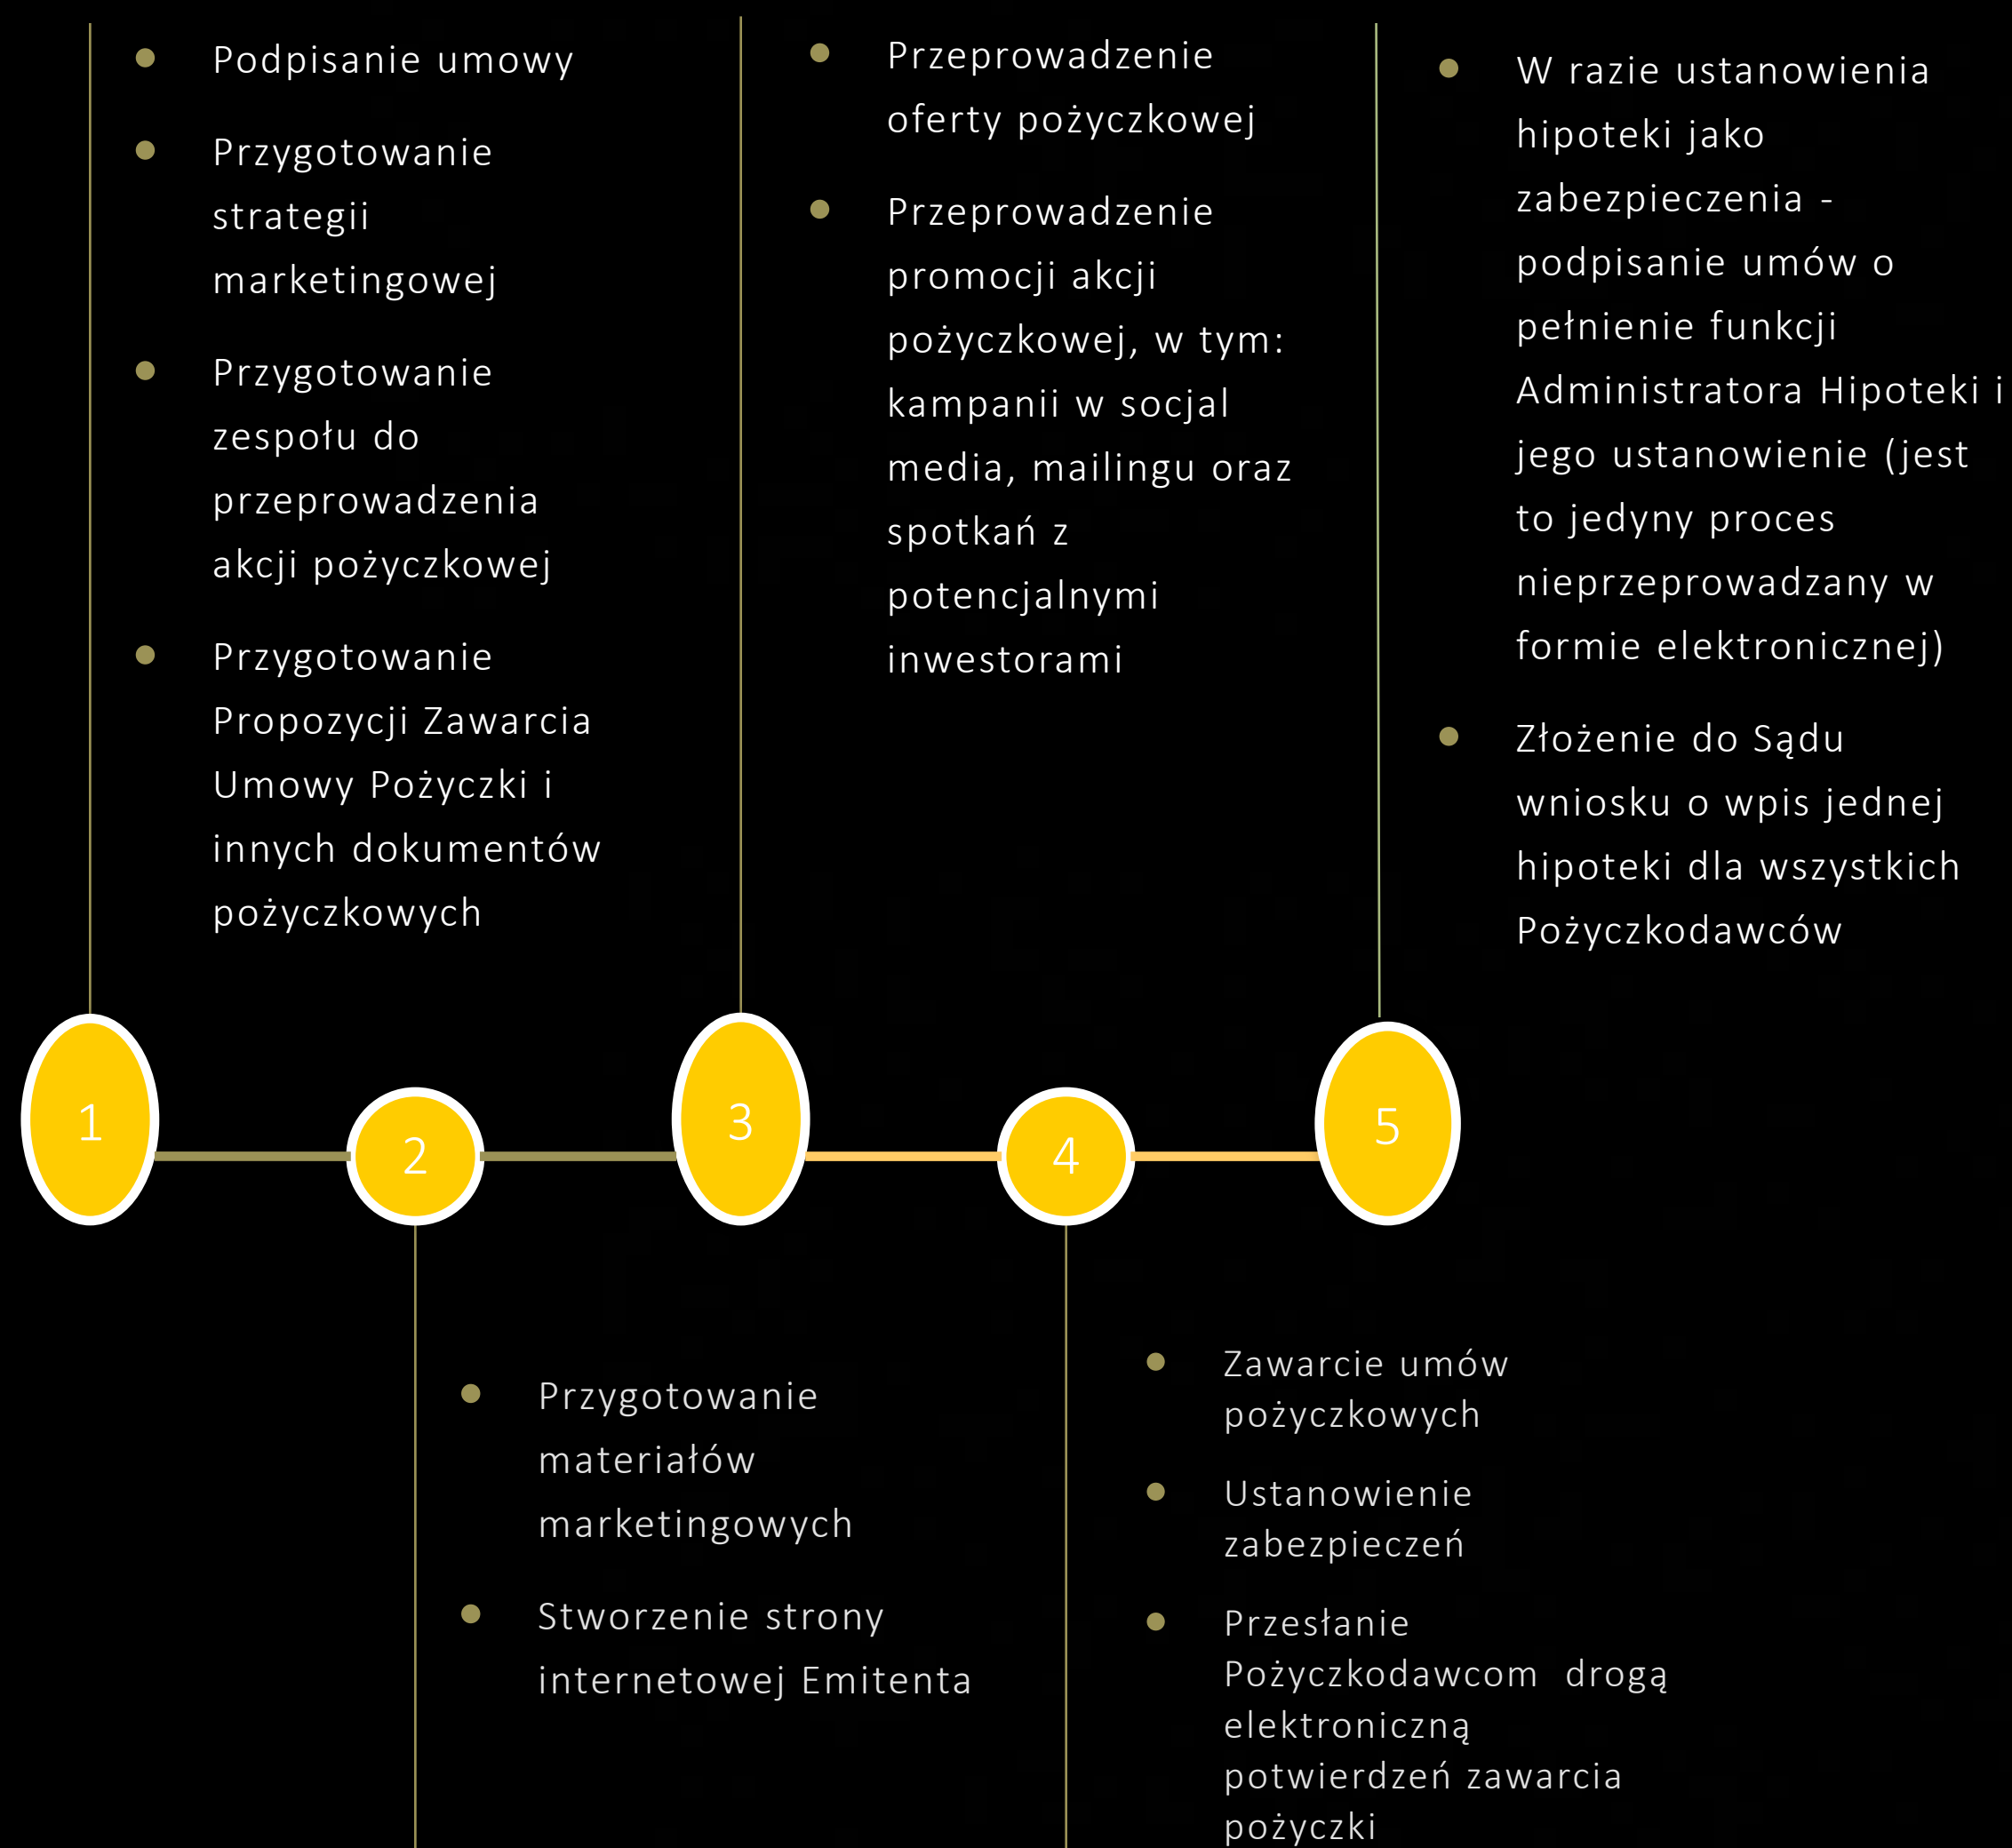 Podpisanie umowy
Przygotowanie
strategii
marketingowej
Przygotowanie
zespołu do
przeprowadzenia
akcji pożyczkowej
Przygotowanie
Propozycji Zawarcia
Umowy Pożyczki i
innych dokumentów
pożyczkowych
Przeprowadzenie
oferty pożyczkowej
Przeprowadzenie
promocji akcji
pożyczkowej, w tym:
kampanii w socjal
media, mailingu oraz
spotkań z
potencjalnymi
inwestorami
W razie ustanowienia
hipoteki jako
zabezpieczenia -
podpisanie umów o
pełnienie funkcji
Administratora Hipoteki i
jego ustanowienie (jest
to jedyny proces
nieprzeprowadzany w
formie elektronicznej)
Złożenie do Sądu
wniosku o wpis jednej
hipoteki dla wszystkich
Pożyczkodawców
1
2
3
4
5
Przygotowanie
materiałów
marketingowych
Stworzenie strony
internetowej Emitenta
Zawarcie umów
pożyczkowych
Ustanowienie
zabezpieczeń
Przesłanie
Pożyczkodawcom drogą
elektroniczną
potwierdzeń zawarcia
pożyczki